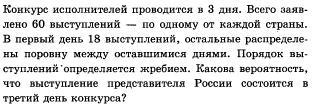 Конкурс исполнителей проводится в 3 дня. Всего заяв-
лено 60 выступлений — по одному от каждой страны.
В первый день 18 выступлений, остальные распределе-
ны поровну между оставшимися днями. Порядок вы-
ступлений определяется жребием. Какова вероятность,
что выступление представителя России состоится в
третий день конкурса?